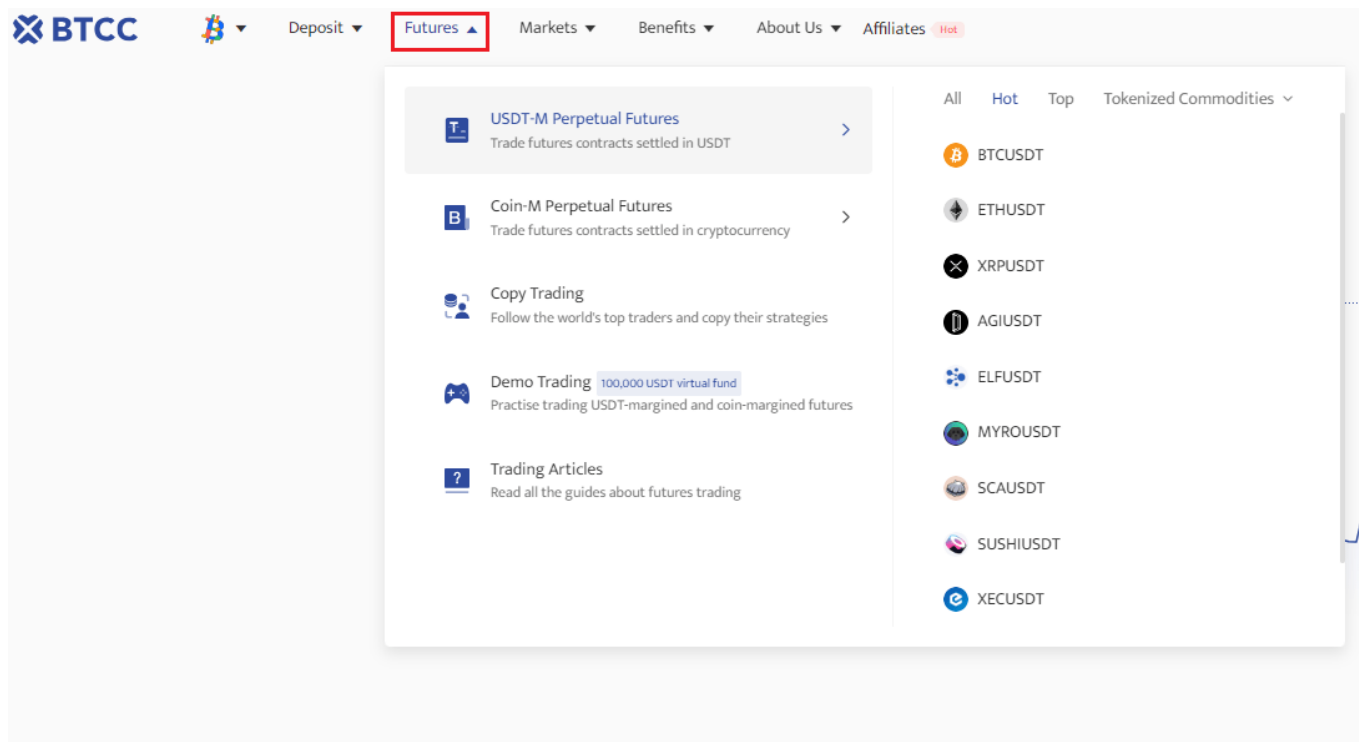 BTCC
Deposit
Futures
Markets
Benefits
About Us
Affiliates
Hot
USDT-M Perpetual Futures
Trade futures contracts settled in USDT
Coin-M Perpetual Futures
Trade futures contracts settled in cryptocurrency
Copy Trading
Follow the world's top traders and copy their strategies
Demo Trading 100,000 USDT virtual fund
Practise trading USDT-margined and coin-margined futures
Trading Articles
Read all the guides about futures trading
All Hot Top Tokenized Commodities
BTCUSDT
ETHUSDT
XRPUSDT
AGIUSDT
ELFUSDT
MYROUSDT
SCAUSDT
SUSHIUSDT
XECUSDT